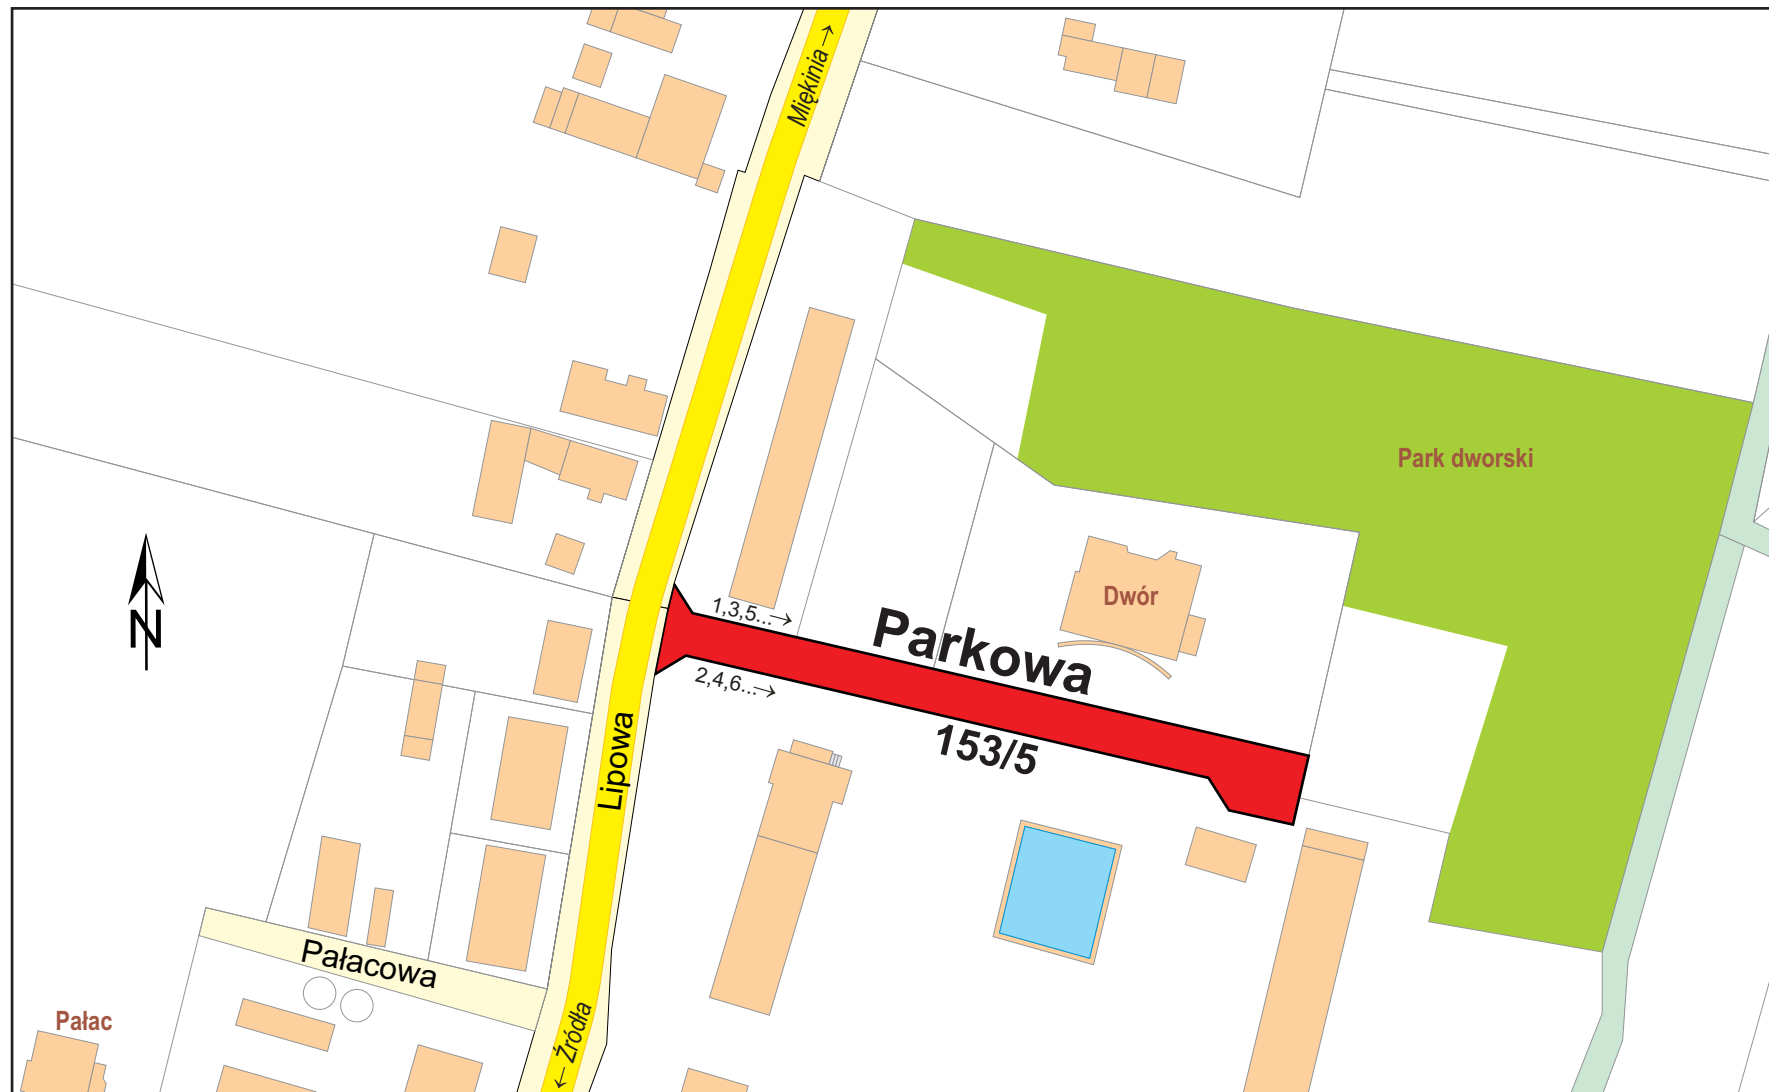 Miękinia →
Park dworski
Dwór
1,3,5...→
Parkowa
2,4,6...→
153/5
N
Lipowa
Pałacowa
Pałac
← Źródła